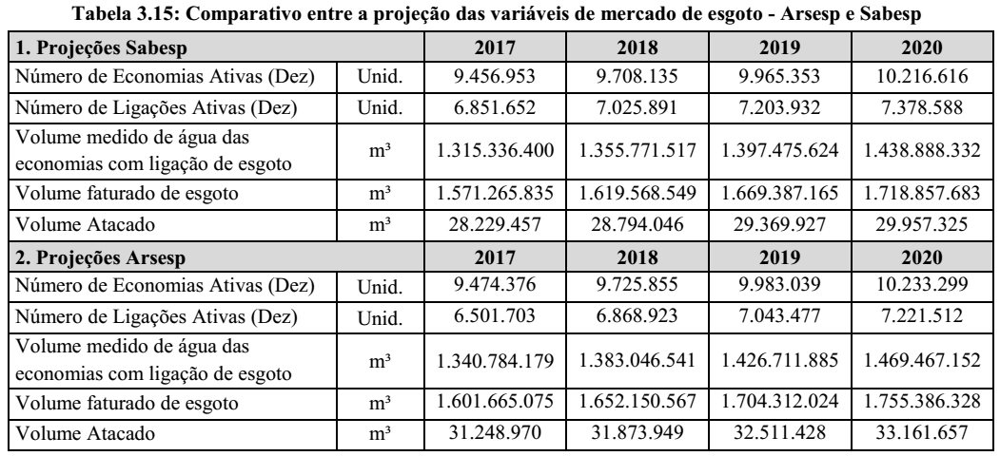 Tabela 3.15: Comparativo entre a projeção das variáveis de mercado de esgoto - Arsesp e Sabesp
1. Projeções Sabesp 2017 2018 2019 2020
Número de Economias Ativas (Dez) Unid. 9.456.953 9.708.135 9.965.353 10.216.616
Número de Ligações Ativas (Dez) Unid. 6.851.652 7.025.891 7.203.932 7.378.588
Volume medido de água das
economias com ligação de esgoto m³ 1.315.336.400 1.355.771.517 1.397.475.624 1.438.888.332
Volume faturado de esgoto m³ 1.571.265.835 1.619.568.549 1.669.387.165 1.718.857.683
Volume Atacado m³ 28.229.457 28.794.046 29.369.927 29.957.325
2. Projeções Arsesp 2017 2018 2019 2020
Número de Economias Ativas (Dez) Unid. 9.474.376 9.725.855 9.983.039 10.233.299
Número de Ligações Ativas (Dez) Unid. 6.501.703 6.868.923 7.043.477 7.221.512
Volume medido de água das
economias com ligação de esgoto m³ 1.340.784.179 1.383.046.541 1.426.711.885 1.469.467.152
Volume faturado de esgoto m³ 1.601.665.075 1.652.150.567 1.704.312.024 1.755.386.328
Volume Atacado m³ 31.248.970 31.873.949 32.511.428 33.161.657